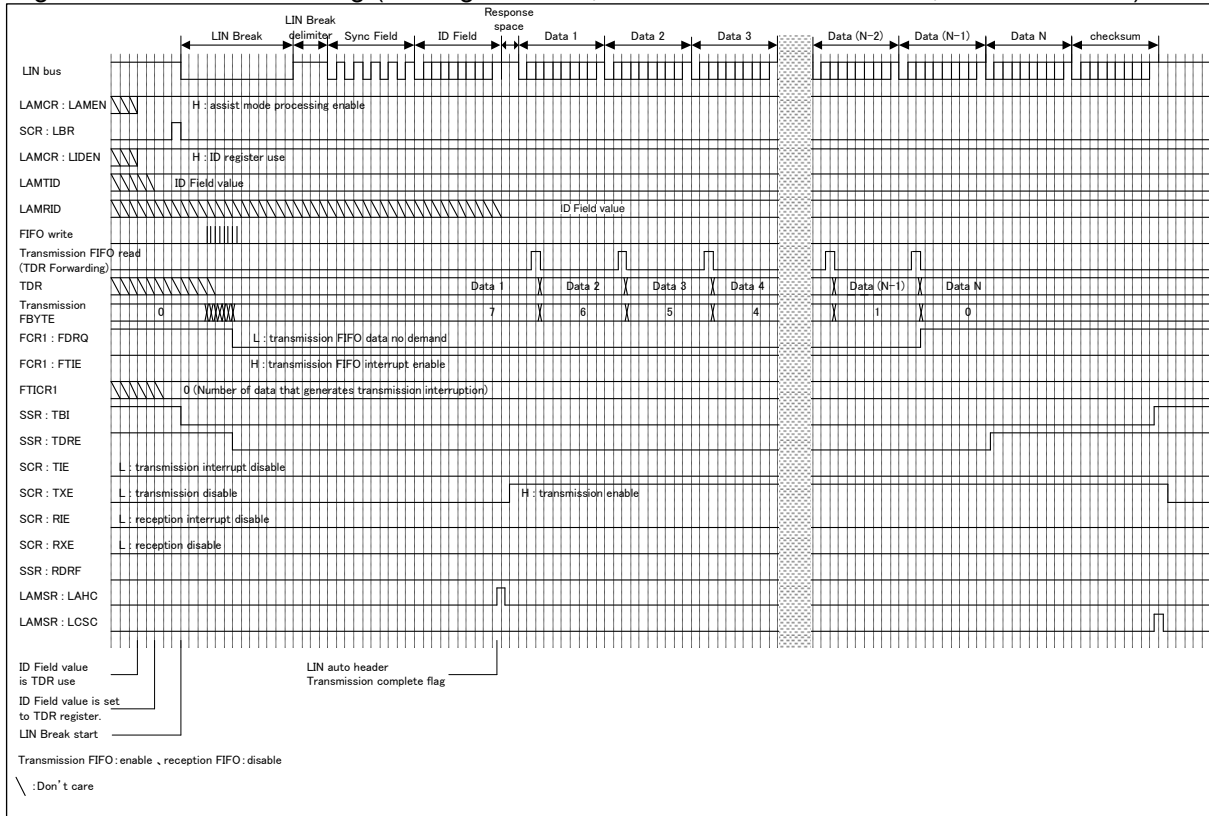 LIN Break LIN Break delimiter Sync Field ID Field Response space Data 1 Data 2 Data 3 Data (N-2) Data (N-1) Data N checksum
LIN bus
LAMCR : LAMEN H : assist mode processing enable
SCR : LBR
LAMCR : LIDEN H : ID register use
LAMTID ID Field value
LAMRID ID Field value
FIFO write
Transmission FIFO read
(TDR Forwarding)
TDR Data 1 Data 2 Data 3 Data 4 Data (N-1) Data N
Transmission
FBYTE 0 7 6 5 4 1 0
FCR1 : FDRQ L : transmission FIFO data no demand
FCR1 : FTIE H : transmission FIFO interrupt enable
FTICR1 0 (Number of data that generates transmission interruption)
SSR : TBI
SSR : TDRE
SCR : TIE L : transmission interrupt disable
SCR : TXE L : transmission disable H : transmission enable
SCR : RIE L : reception interrupt disable
SCR : RXE L : reception disable
SSR : RDRF
LAMSR : LAHC
LAMSR : LCSC
ID Field value
is TDR use
LIN auto header
Transmission complete flag
ID Field value is set
to TDR register.
LIN Break start
Transmission FIFO : enable 、reception FIFO : disable
\ :Don't care